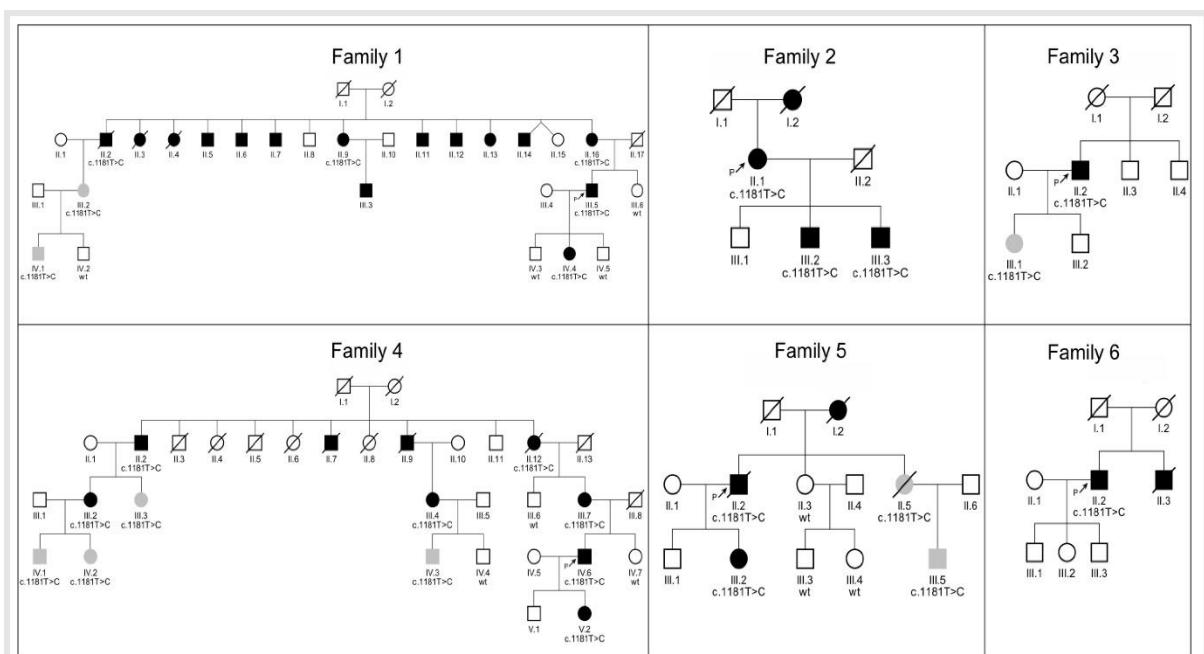 Family 1
I.1 I.2
II.1 II.2 II.3 II.4 II.5 II.6 II.7 II.8 II.9 II.10 II.11 II.12 II.13 II.14 II.15 II.16 II.17
c.1181T>C c.1181T>C c.1181T>C
III.1 III.2 III.3 III.4 P III.5 III.6
c.1181T>C c.1181T>C wt
IV.1 IV.2 IV.3 IV.4 IV.5
c.1181T>C wt wt c.1181T>C wt
Family 2
I.1 I.2
P II.1 II.2
c.1181T>C
III.1 III.2 III.3
c.1181T>C c.1181T>C
Family 3
I.1 I.2
II.1 P II.2 II.3 II.4
c.1181T>C
III.1 III.2
c.1181T>C
Family 4
I.1 I.2
II.1 II.2 II.3 II.4 II.5 II.6 II.7 II.8 II.9 II.10 II.11 II.12 II.13
c.1181T>C c.1181T>C
III.1 III.2 III.3 III.4 III.5 III.6 III.7 III.8
c.1181T>C c.1181T>C c.1181T>C wt c.1181T>C
IV.1 IV.2 IV.3 IV.4 IV.5 P IV.6 IV.7
c.1181T>C c.1181T>C c.1181T>C wt c.1181T>C wt
V.1 V.2
c.1181T>C
Family 5
I.1 I.2
II.1 P II.2 II.3 II.4 II.5 II.6
c.1181T>C wt c.1181T>C
III.1 III.2 III.3 III.4 III.5
c.1181T>C wt wt c.1181T>C
Family 6
I.1 I.2
II.1 P II.2 II.3
c.1181T>C
III.1 III.2 III.3